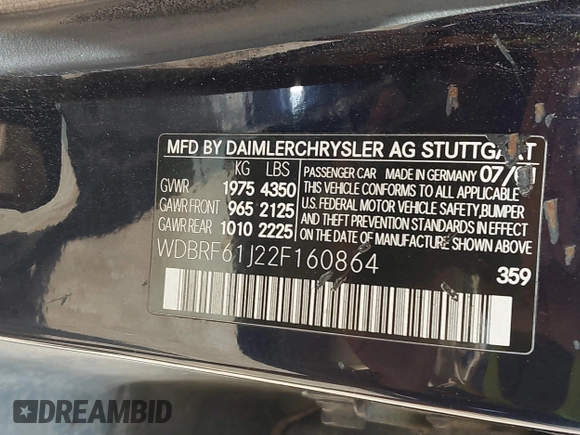 MFD BY DAIMLERCHRYSLER AG STUTTGART
KG LBS
GVWR 1975 4350
GAWR FRONT 965 2125
GAWR REAR 1010 2225
PASSENGER CAR MADE IN GERMANY
THIS VEHICLE CONFORMS TO ALL APPLICABLE
U.S. FEDERAL MOTOR VEHICLE SAFETY,BUMPER
AND THEFT PREVENTION STANDARDS IN EFFECT
ON THE DATE OF MANUFACTURE SHOWN ABOVE.
WDBRF61J22F160864
359
DREAMBID